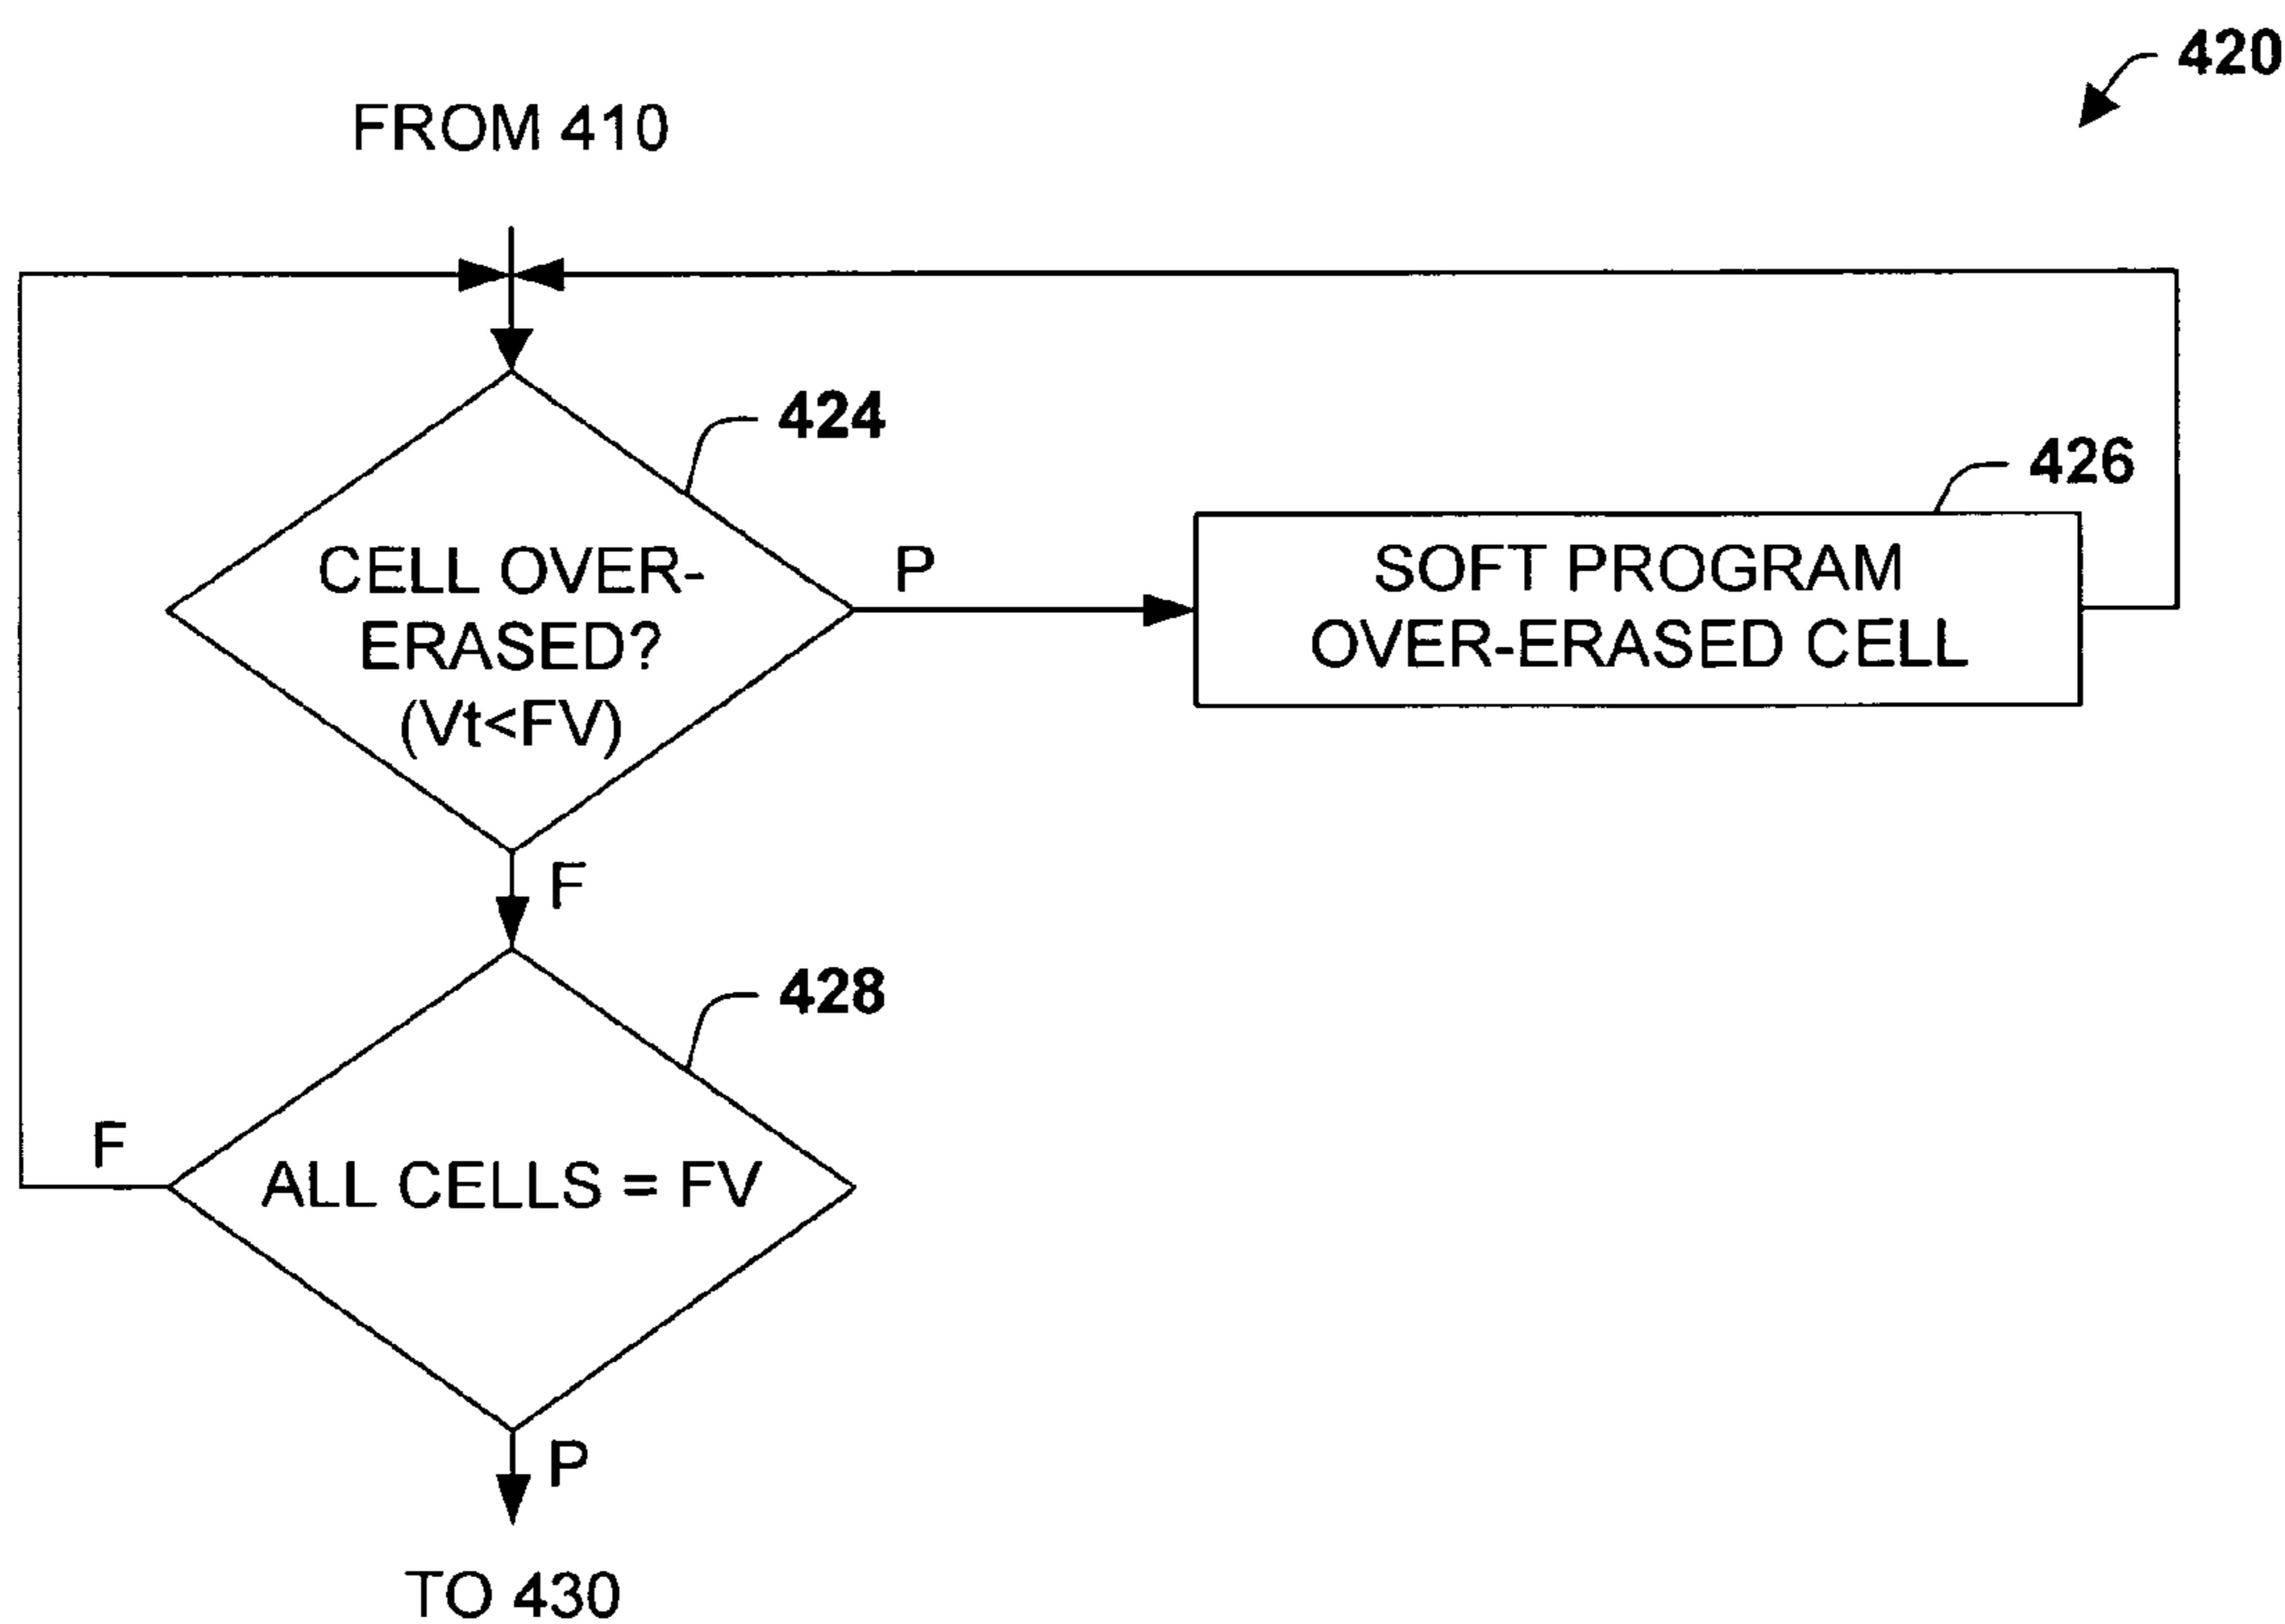 420
FROM 410
424
CELL OVER-
ERASED?
(Vt<FV)
P
426
SOFT PROGRAM
OVER-ERASED CELL
F
428
F
ALL CELLS = FV
P
TO 430